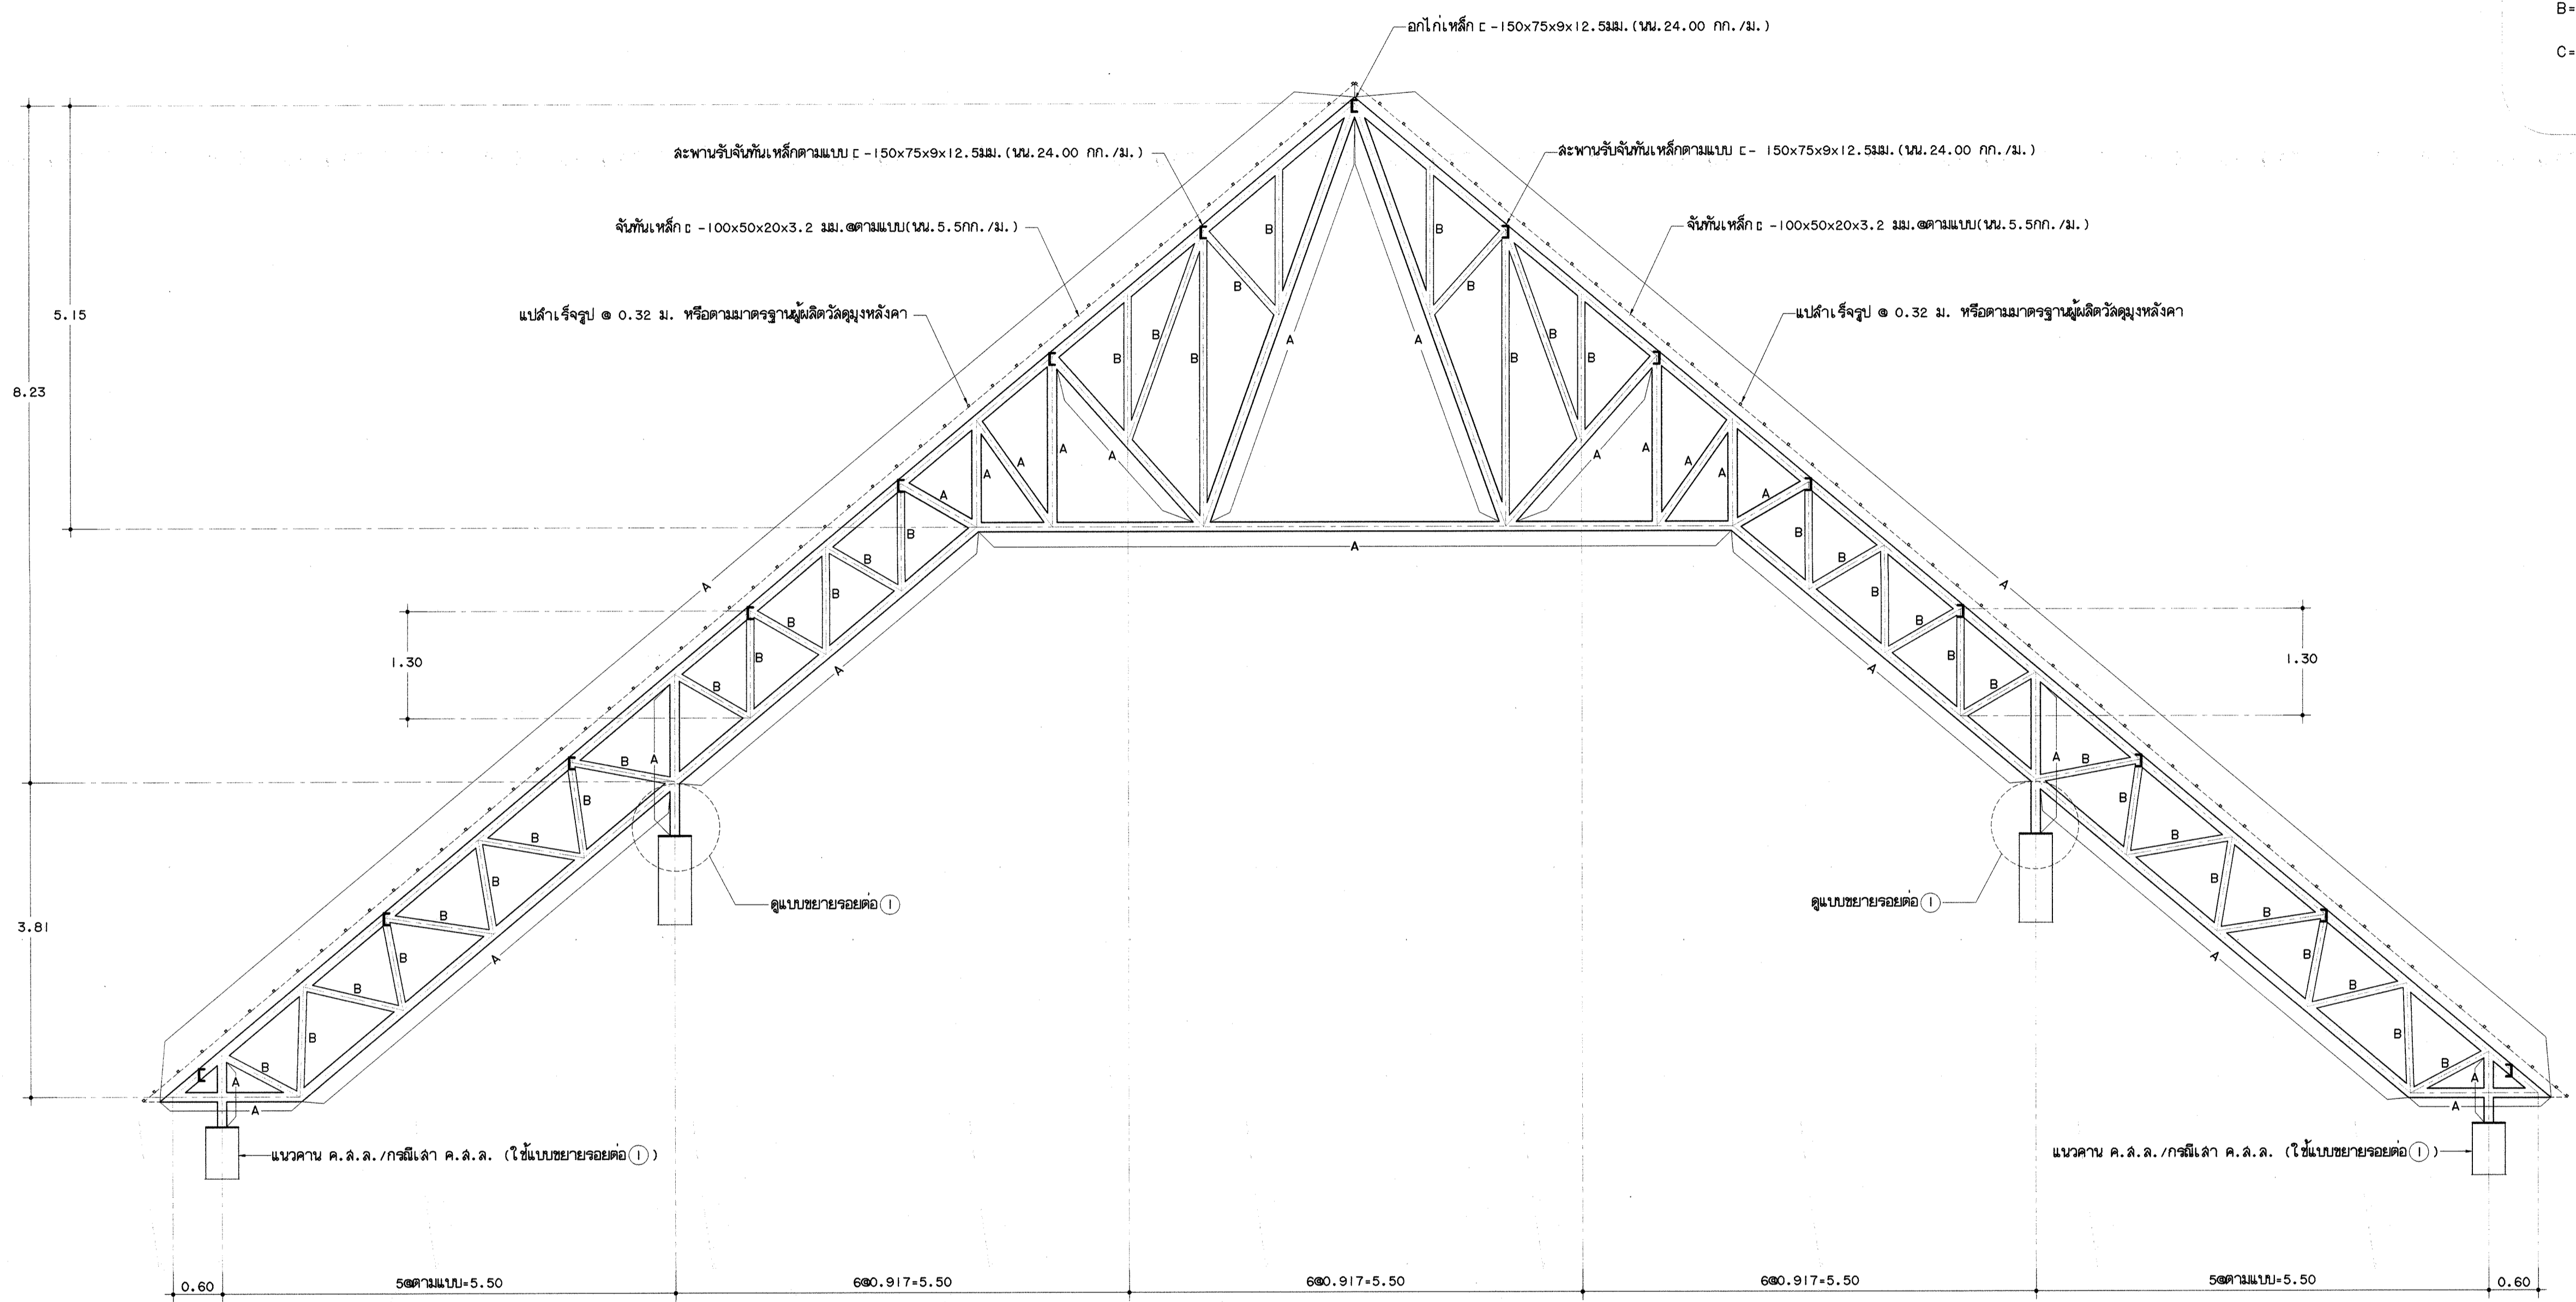 B=
C=
อกไก่เหล็ก [ -150x75x9x12.5มม.(นน.24.00 กก./ม.)
สะพานรับจันทันเหล็กตามแบบ [ -150x75x9x12.5มม.(นน.24.00 กก./ม.)
สะพานรับจันทันเหล็กตามแบบ [- 150x75x9x12.5มม.(นน.24.00 กก./ม.)
จันทันเหล็ก [ -100x50x20x3.2 มม.@ตามแบบ(นน.5.5กก./ม.)
จันทันเหล็ก [ -100x50x20x3.2 มม.@ตามแบบ(นน.5.5กก./ม.)
แปสำเร็จรูป @ 0.32 ม. หรือตามมาตรฐานผู้ผลิตวัสดุมุงหลังคา
แปสำเร็จรูป @ 0.32 ม. หรือตามมาตรฐานผู้ผลิตวัสดุมุงหลังคา
B B
B B
5.15
A A
B B B B B B
8.23
A A A A A A
A A
B B
A
B B
A A
B B
B B
1.30
1.30
B B
A A
B B
A A
B B
B B
B B
B B
ดูแบบขยายรอยต่อ 1
ดูแบบขยายรอยต่อ 1
B B
3.81
A A
B B
B B
B B
B B
A A
A A
แนวคาน ค.ส.ล./กรณีเสา ค.ส.ล. (ใช้แบบขยายรอยต่อ 1 )
แนวคาน ค.ส.ล./กรณีเสา ค.ส.ล. (ใช้แบบขยายรอยต่อ 1 )
0.60 5@ตามแบบ=5.50 6@0.917=5.50 6@0.917=5.50 6@0.917=5.50 5@ตามแบบ=5.50 0.60